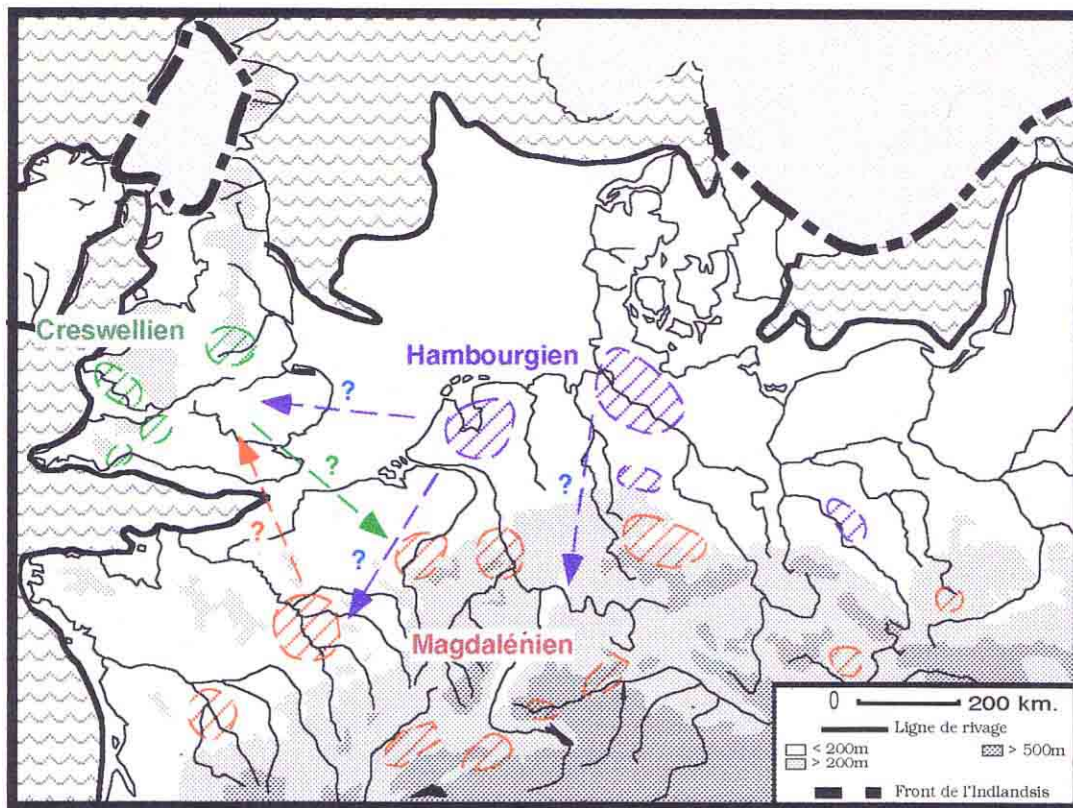 Creswellien
Hambourgien
?
?
?
?
?
Magdalénien
0 200 km.
Ligne de rivage
< 200m > 500m
> 200m
Front de l'Indlandsis